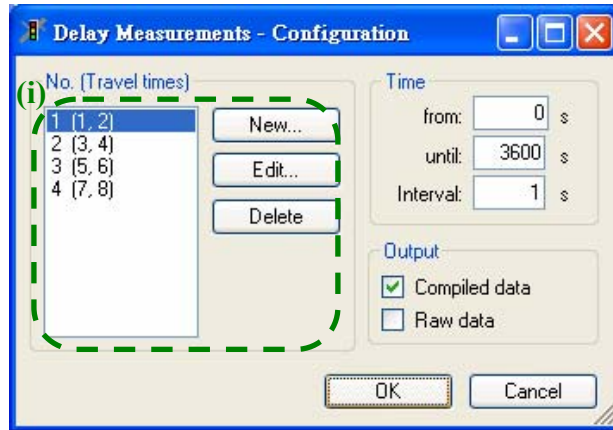 Delay Measurements - Configuration
(i)
No. (Travel times)
1 (1, 2)
2 (3, 4)
3 (5, 6)
4 (7, 8)
New...
Edit...
Delete
Time
from: 0 s
until: 3600 s
Interval: 1 s
Output
Compiled data
Raw data
OK
Cancel